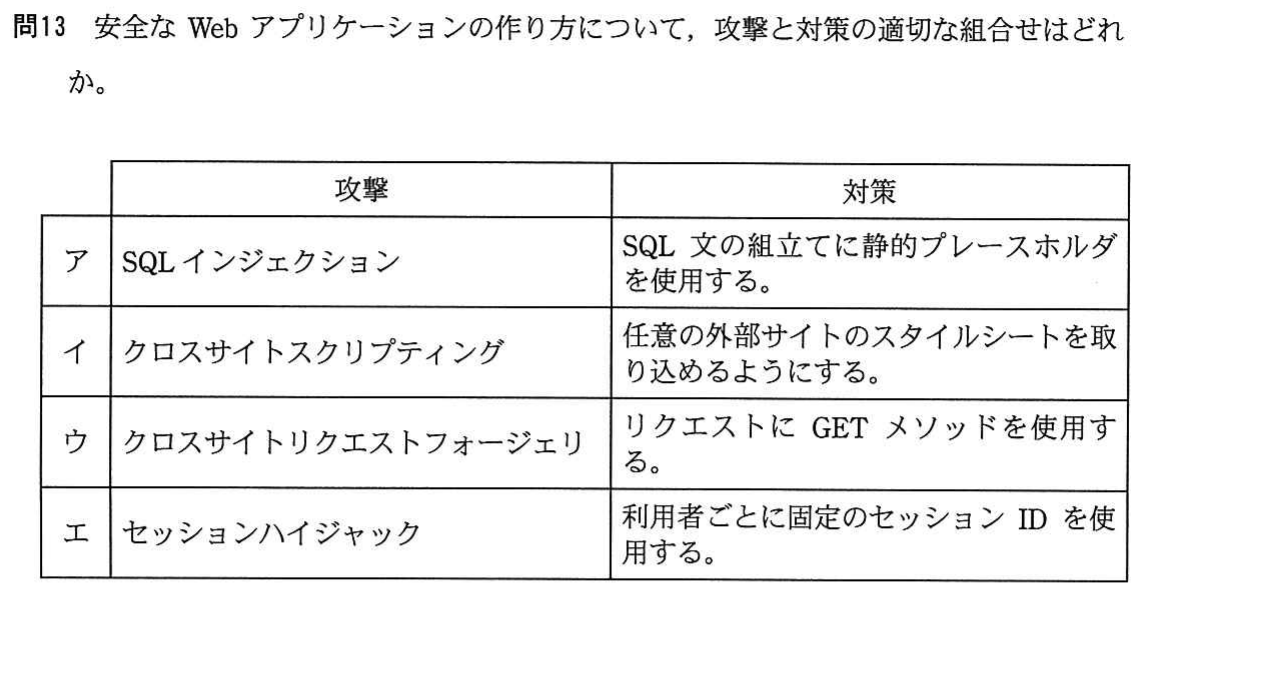 問13 安全な Web アプリケーションの作り方について，攻撃と対策の適切な組合せはどれ
か。
攻撃
対策
ア
SQL インジェクション
SQL 文の組立てに静的プレースホルダ
を使用する。
イ
クロスサイトスクリプティング
任意の外部サイトのスタイルシートを取
り込めるようにする。
ウ
クロスサイトリクエストフォージェリ
リクエストに GET メソッドを使用す
る。
エ
セッションハイジャック
利用者ごとに固定のセッション ID を使
用する。